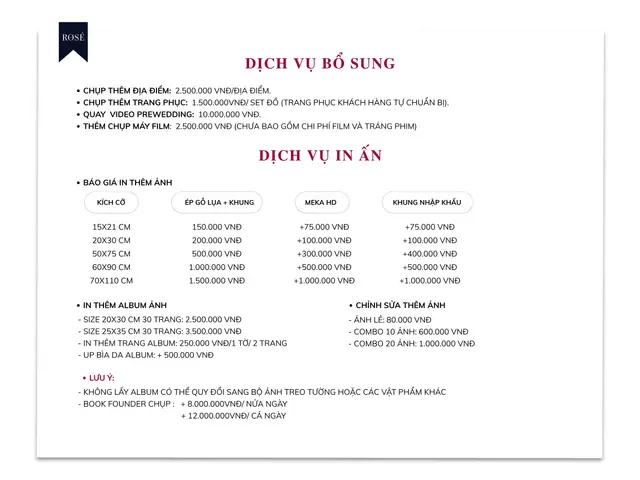 ROSÉ
DỊCH VỤ BỔ SUNG
• CHỤP THÊM ĐỊA ĐIỂM: 2.500.000 VNĐ/ĐỊA ĐIỂM.
• CHỤP THÊM TRANG PHỤC: 1.500.000VNĐ/ SET ĐỒ (TRANG PHỤC KHÁCH HÀNG TỰ CHUẨN BỊ).
• QUAY VIDEO PREWEDDING: 10.000.000 VNĐ.
• THÊM CHỤP MÁY FILM: 2.500.000 VNĐ (CHƯA BAO GỒM CHI PHÍ FILM VÀ TRÁNG PHIM)
DỊCH VỤ IN ẤN
• BÁO GIÁ IN THÊM ẢNH
KÍCH CỠ ÉP GỖ LỤA + KHUNG MEKA HD KHUNG NHẬP KHẨU
15X21 CM 150.000 VNĐ +75.000 VNĐ +75.000 VNĐ
20X30 CM 200.000 VNĐ +100.000 VNĐ +100.000 VNĐ
50X75 CM 500.000 VNĐ +300.000 VNĐ +400.000 VNĐ
60X90 CM 1.000.000 VNĐ +500.000 VNĐ +500.000 VNĐ
70X110 CM 1.500.000 VNĐ +1.000.000 VNĐ +1.000.000 VNĐ
• IN THÊM ALBUM ẢNH
- SIZE 20X30 CM 30 TRANG: 2.500.000 VNĐ
- SIZE 25X35 CM 30 TRANG: 3.500.000 VNĐ
- IN THÊM TRANG ALBUM: 250.000 VNĐ/1 TỜ/ 2 TRANG
- UP BÌA DA ALBUM: + 500.000 VNĐ
• CHỈNH SỬA THÊM ẢNH
- ẢNH LẺ: 80.000 VNĐ
- COMBO 10 ẢNH: 600.000 VNĐ
- COMBO 20 ẢNH: 1.000.000 VNĐ
• LƯU Ý:
- KHÔNG LẤY ALBUM CÓ THỂ QUY ĐỔI SANG BỘ ẢNH TREO TƯỜNG HOẶC CÁC VẬT PHẨM KHÁC
- BOOK FOUNDER CHỤP : + 8.000.000VNĐ/ NỬA NGÀY
+ 12.000.000VNĐ/ CẢ NGÀY